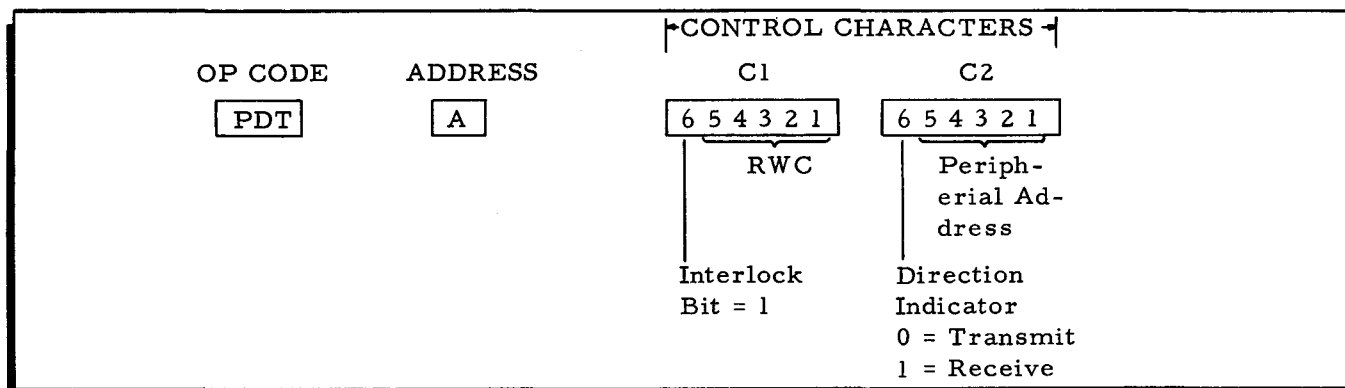 CONTROL CHARACTERS
OP CODE ADDRESS C1 C2
PDT A 6 5 4 3 2 1 6 5 4 3 2 1
RWC Periph-
erial Ad-
dress
Interlock Direction
Bit = 1 Indicator
0 = Transmit
1 = Receive